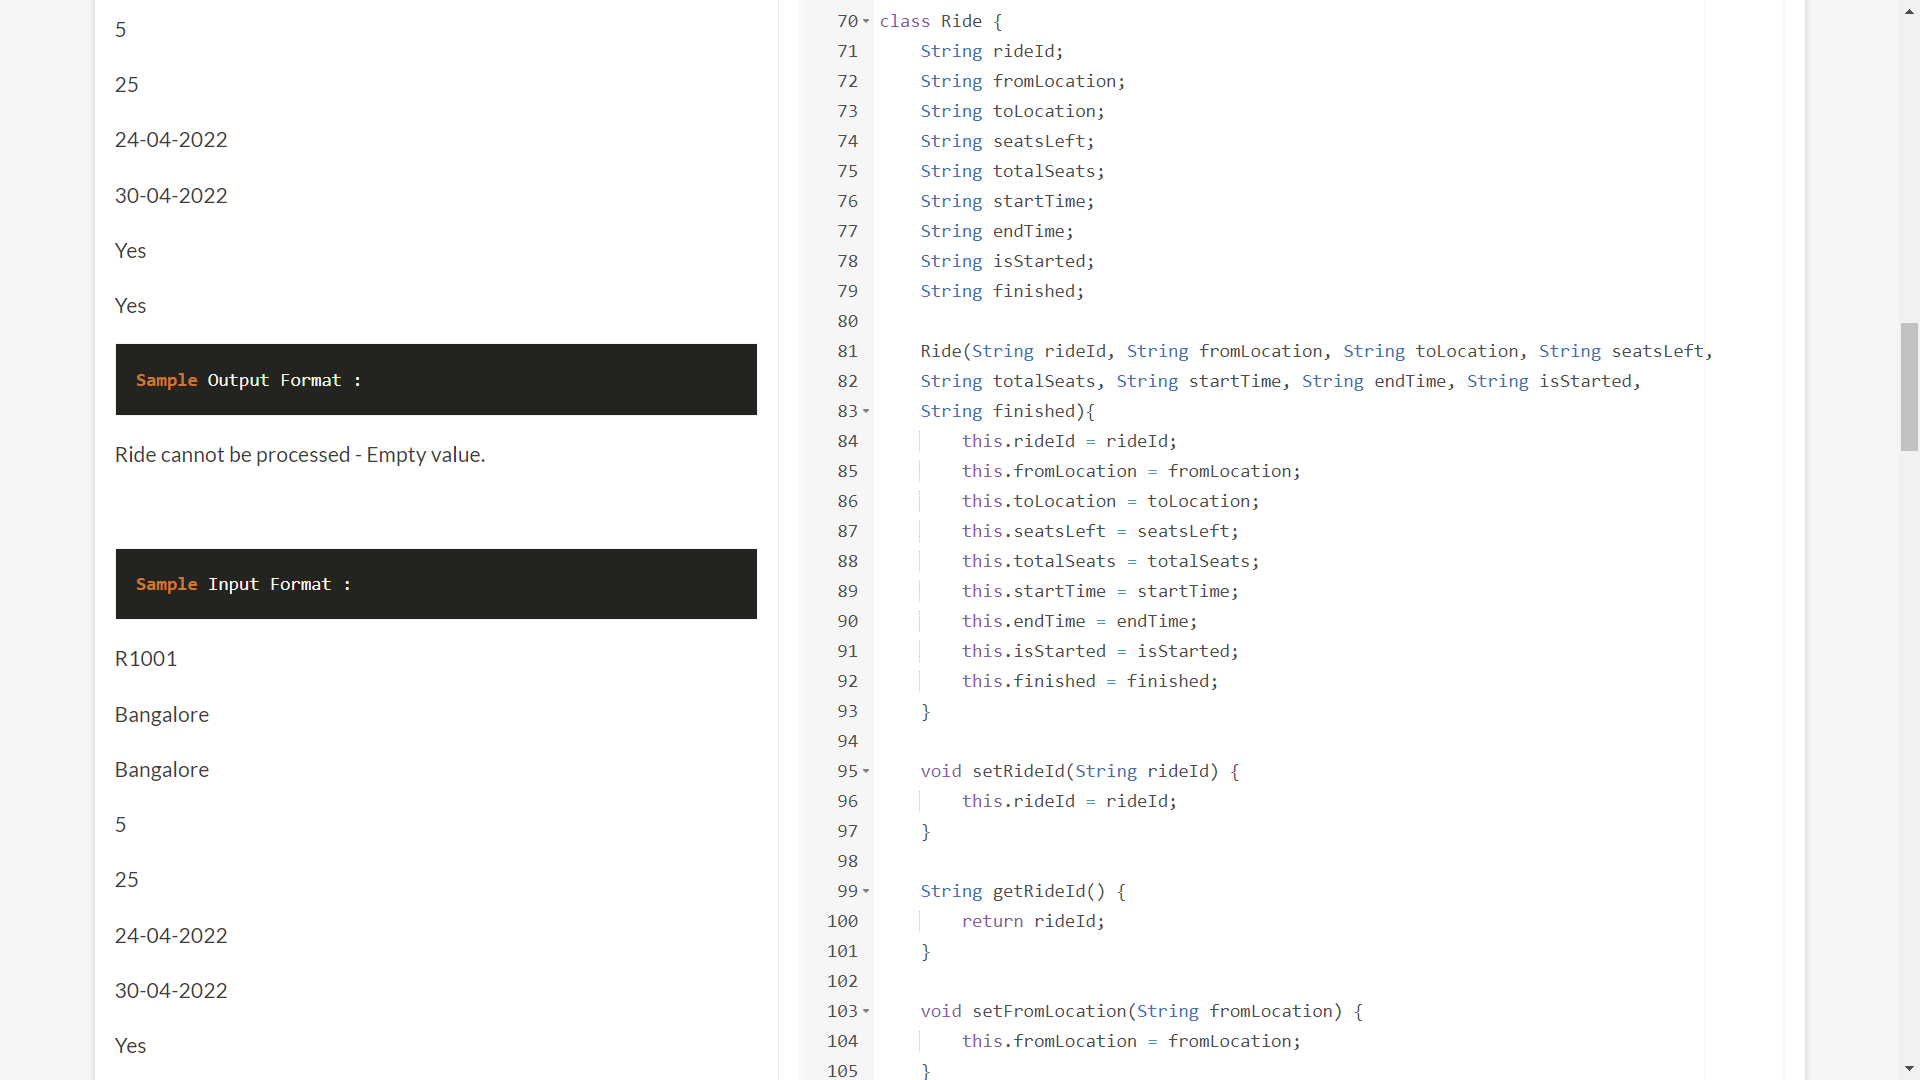 5
25
24-04-2022
30-04-2022
Yes
Yes
Sample Output Format :
Ride cannot be processed - Empty value.
Sample Input Format :
R1001
Bangalore
Bangalore
5
25
24-04-2022
30-04-2022
Yes
70 class Ride {
71 String rideId;
72 String fromLocation;
73 String toLocation;
74 String seatsLeft;
75 String totalSeats;
76 String startTime;
77 String endTime;
78 String isStarted;
79 String finished;
80
81 Ride(String rideId, String fromLocation, String toLocation, String seatsLeft,
82 String totalSeats, String startTime, String endTime, String isStarted,
83 String finished){
84 this.rideId = rideId;
85 this.fromLocation = fromLocation;
86 this.toLocation = toLocation;
87 this.seatsLeft = seatsLeft;
88 this.totalSeats = totalSeats;
89 this.startTime = startTime;
90 this.endTime = endTime;
91 this.isStarted = isStarted;
92 this.finished = finished;
93 }
94
95 void setRideId(String rideId) {
96 this.rideId = rideId;
97 }
98
99 String getRideId() {
100 return rideId;
101 }
102
103 void setFromLocation(String fromLocation) {
104 this.fromLocation = fromLocation;
105 }